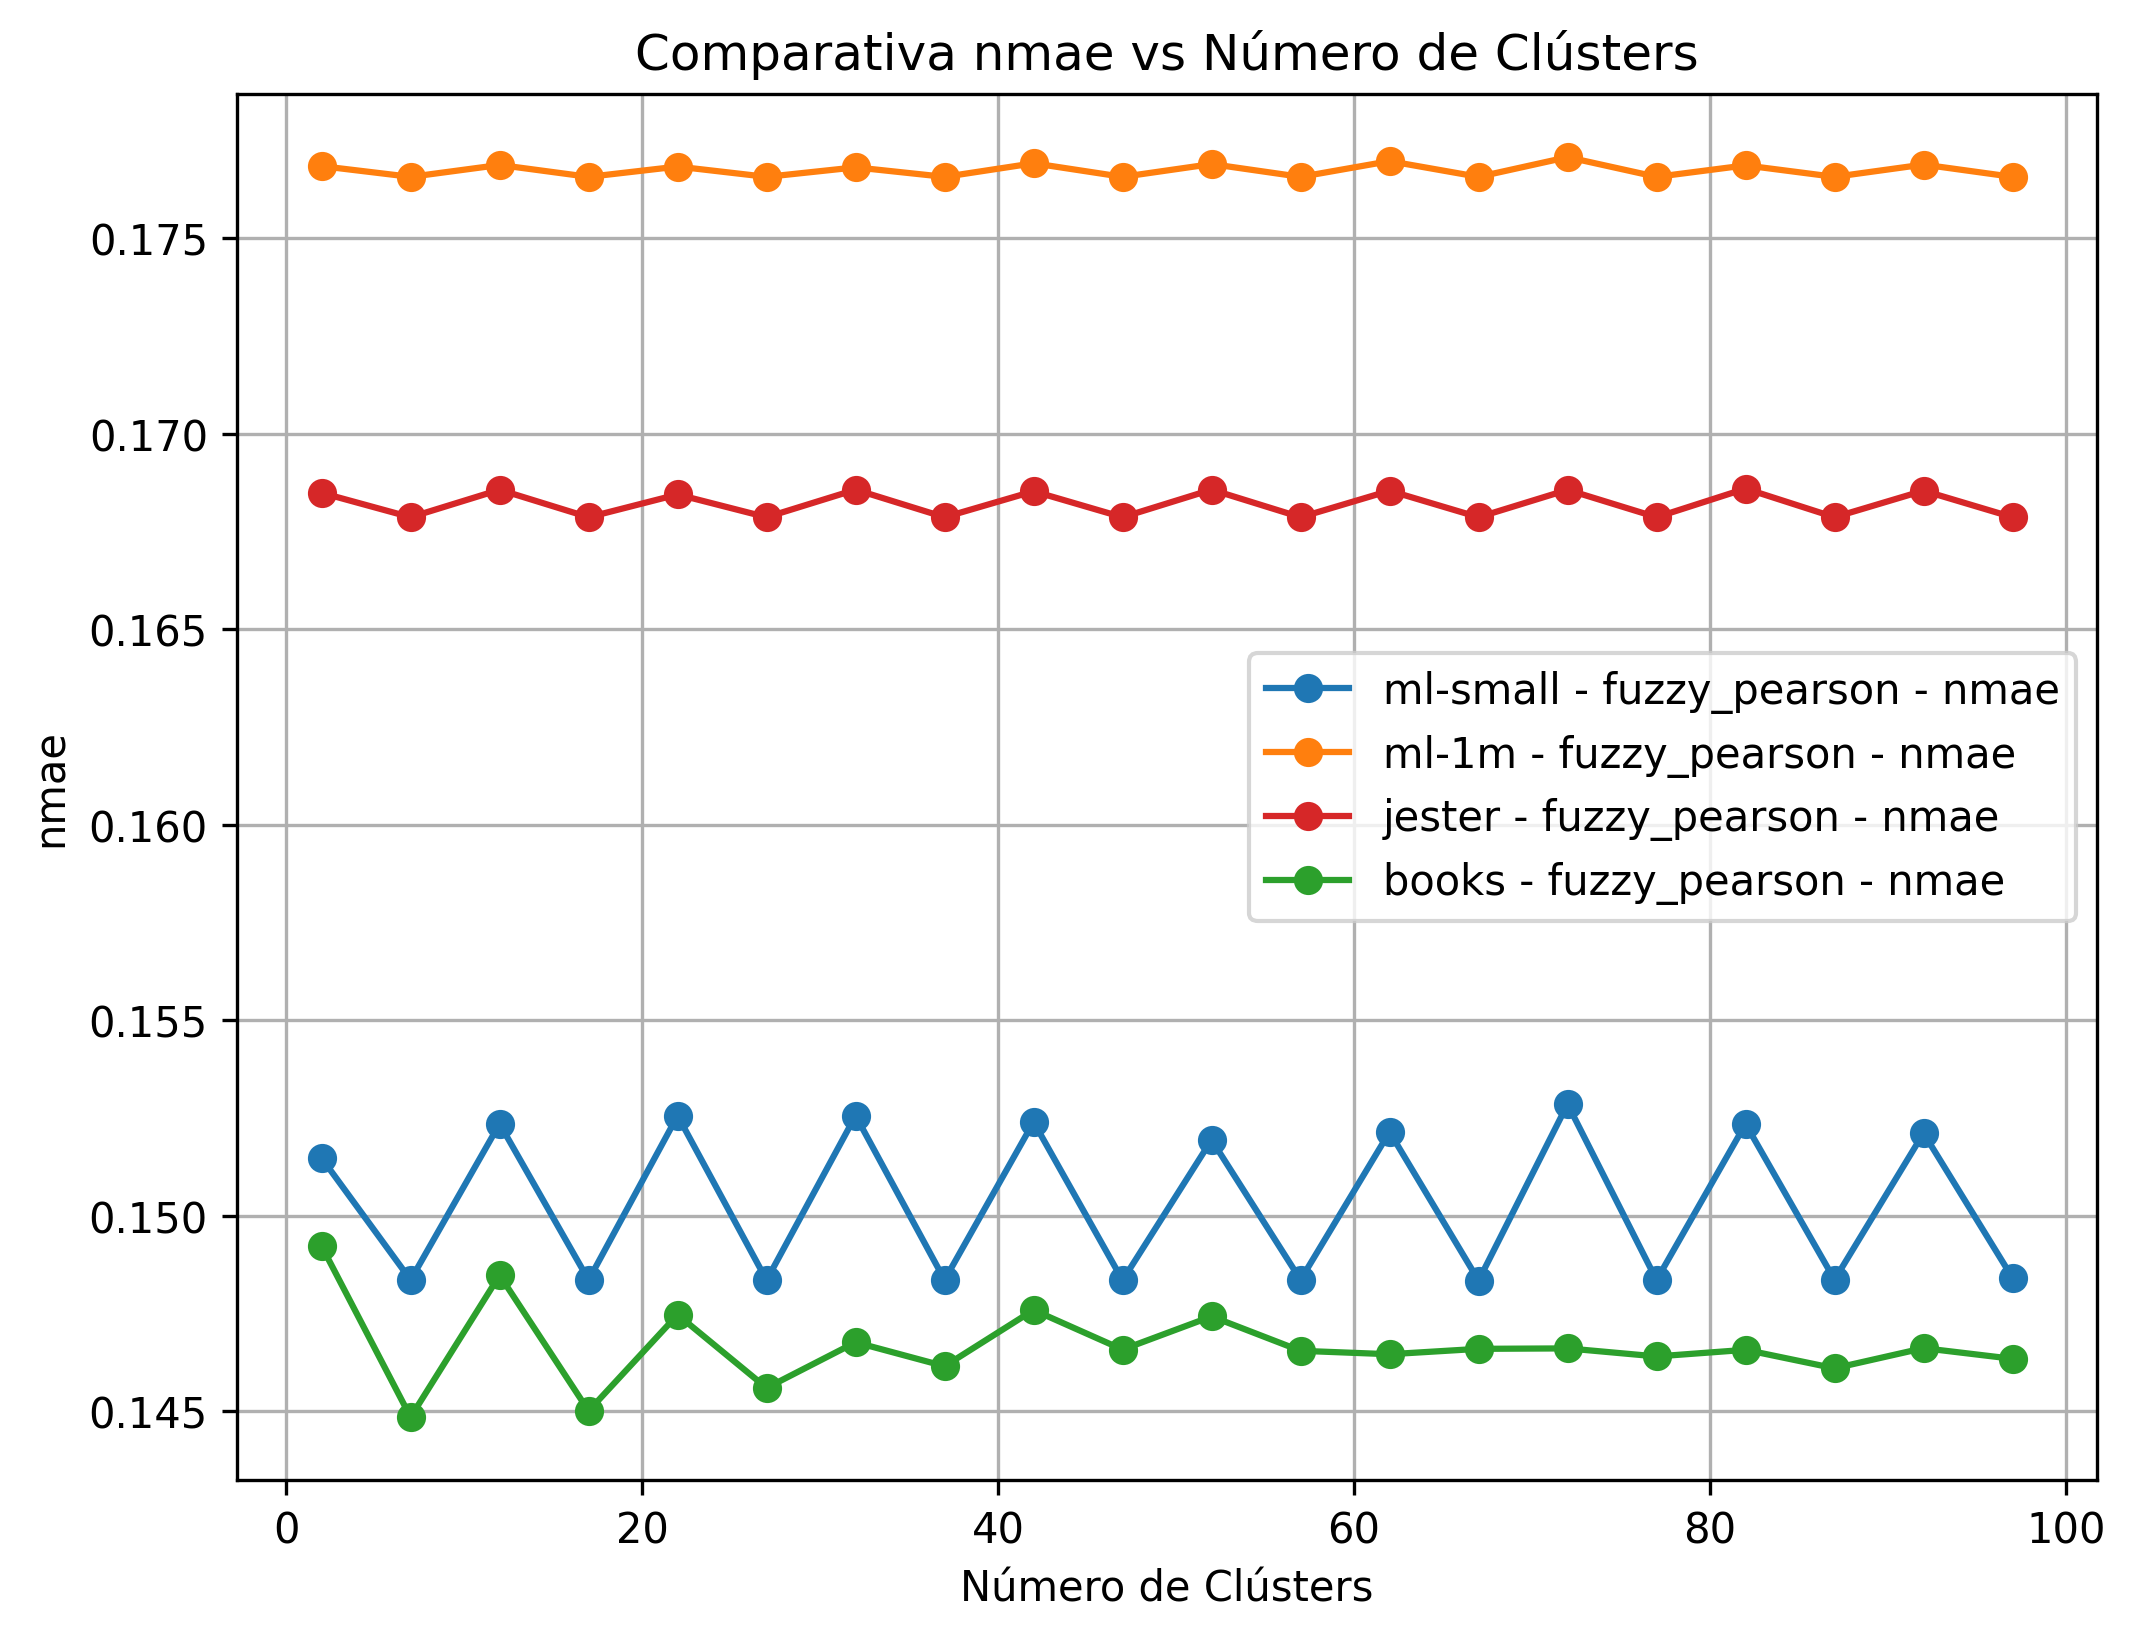 Comparativa nmae vs Número de Clústers
0.175
0.170
0.165
0.160
0.155
0.150
0.145
nmae
ml-small - fuzzy_pearson - nmae
ml-1m - fuzzy_pearson - nmae
jester - fuzzy_pearson - nmae
books - fuzzy_pearson - nmae
0 20 40 60 80 100
Número de Clústers